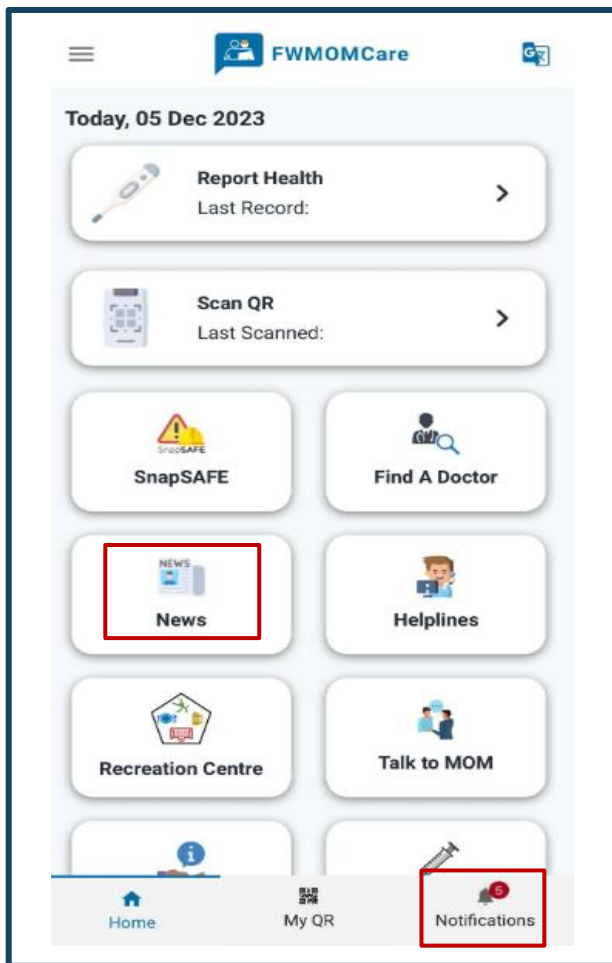 FWMOMCare
Today, 05 Dec 2023
Report Health
Last Record:
Scan QR
Last Scanned:
SnapSAFE
SnapSAFE
Find A Doctor
NEWS
News
Helplines
Recreation Centre
Talk to MOM
5
Home
My QR
Notifications